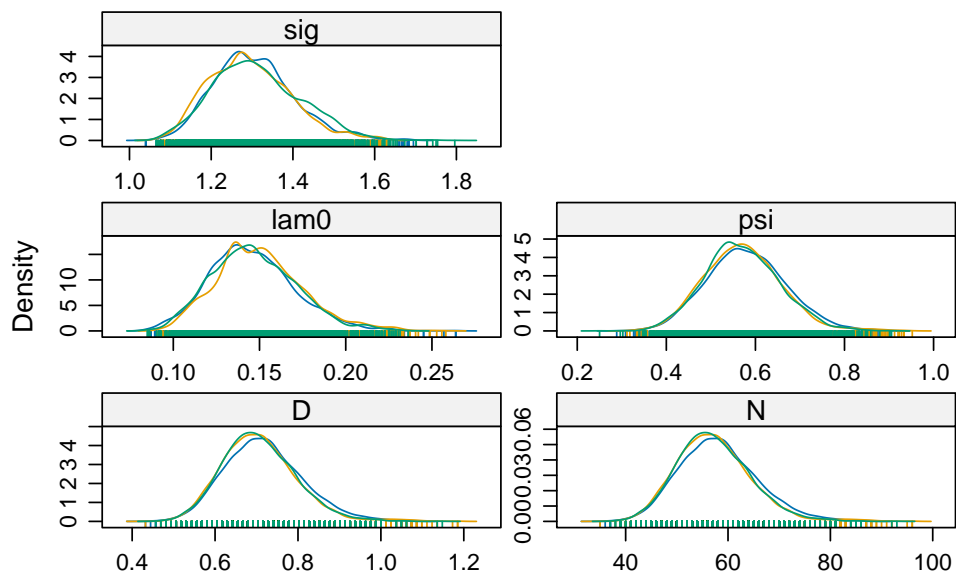 sig
0 1 2 3 4
1.0 1.2 1.4 1.6 1.8
Density
lam0
0 5 10
0.10 0.15 0.20 0.25
psi
0 1 2 3 4 5
0.2 0.4 0.6 0.8 1.0
D
0 1 2 3 4
0.4 0.6 0.8 1.0 1.2
N
0.00 0.03 0.06
40 60 80 100